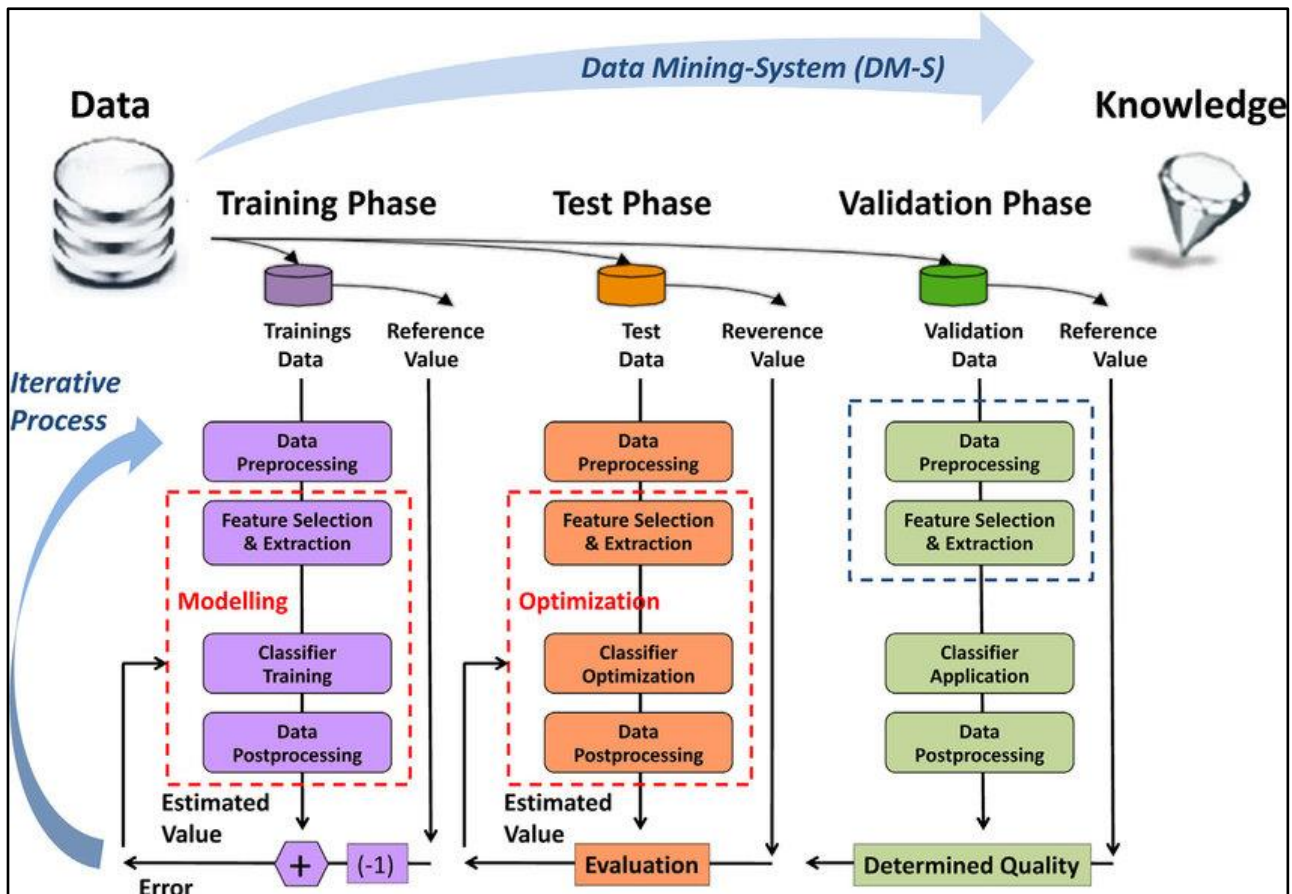 Data Mining-System (DM-S)
Data
Knowledge
Training Phase
Test Phase
Validation Phase
Trainings
Data
Reference
Value
Test
Data
Reverence
Value
Validation
Data
Reference
Value
Iterative
Process
Data
Preprocessing
Feature Selection
& Extraction
Modelling
Classifier
Training
Data
Postprocessing
Estimated
Value
+
(-1)
Error
Data
Preprocessing
Feature Selection
& Extraction
Optimization
Classifier
Optimization
Data
Postprocessing
Estimated
Value
Evaluation
Data
Preprocessing
Feature Selection
& Extraction
Classifier
Application
Data
Postprocessing
Determined Quality